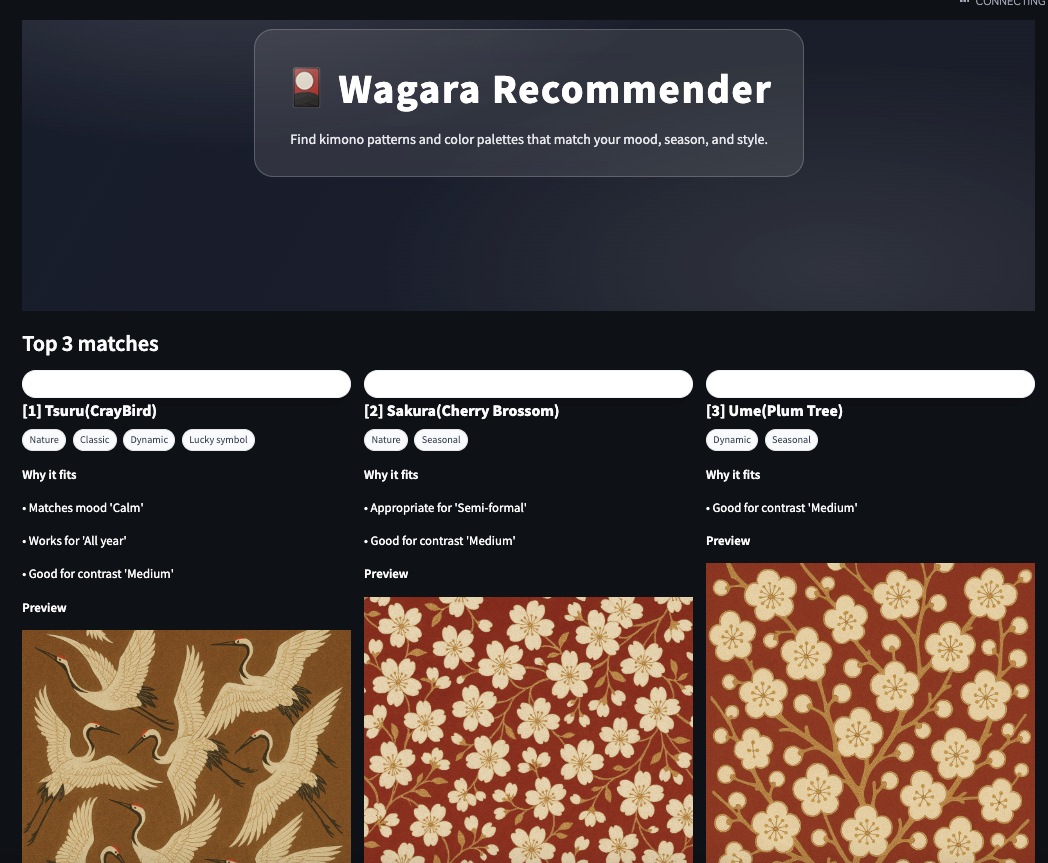 CONNECTING
Wagara Recommender
Find kimono patterns and color palettes that match your mood, season, and style.
Top 3 matches
[1] Tsuru(CrayBird)
Nature Classic Dynamic Lucky symbol
Why it fits
• Matches mood 'Calm'
• Works for 'All year'
• Good for contrast 'Medium'
Preview
[2] Sakura(Cherry Brossom)
Nature Seasonal
Why it fits
• Appropriate for 'Semi-formal'
• Good for contrast 'Medium'
Preview
[3] Ume(Plum Tree)
Dynamic Seasonal
Why it fits
• Good for contrast 'Medium'
Preview